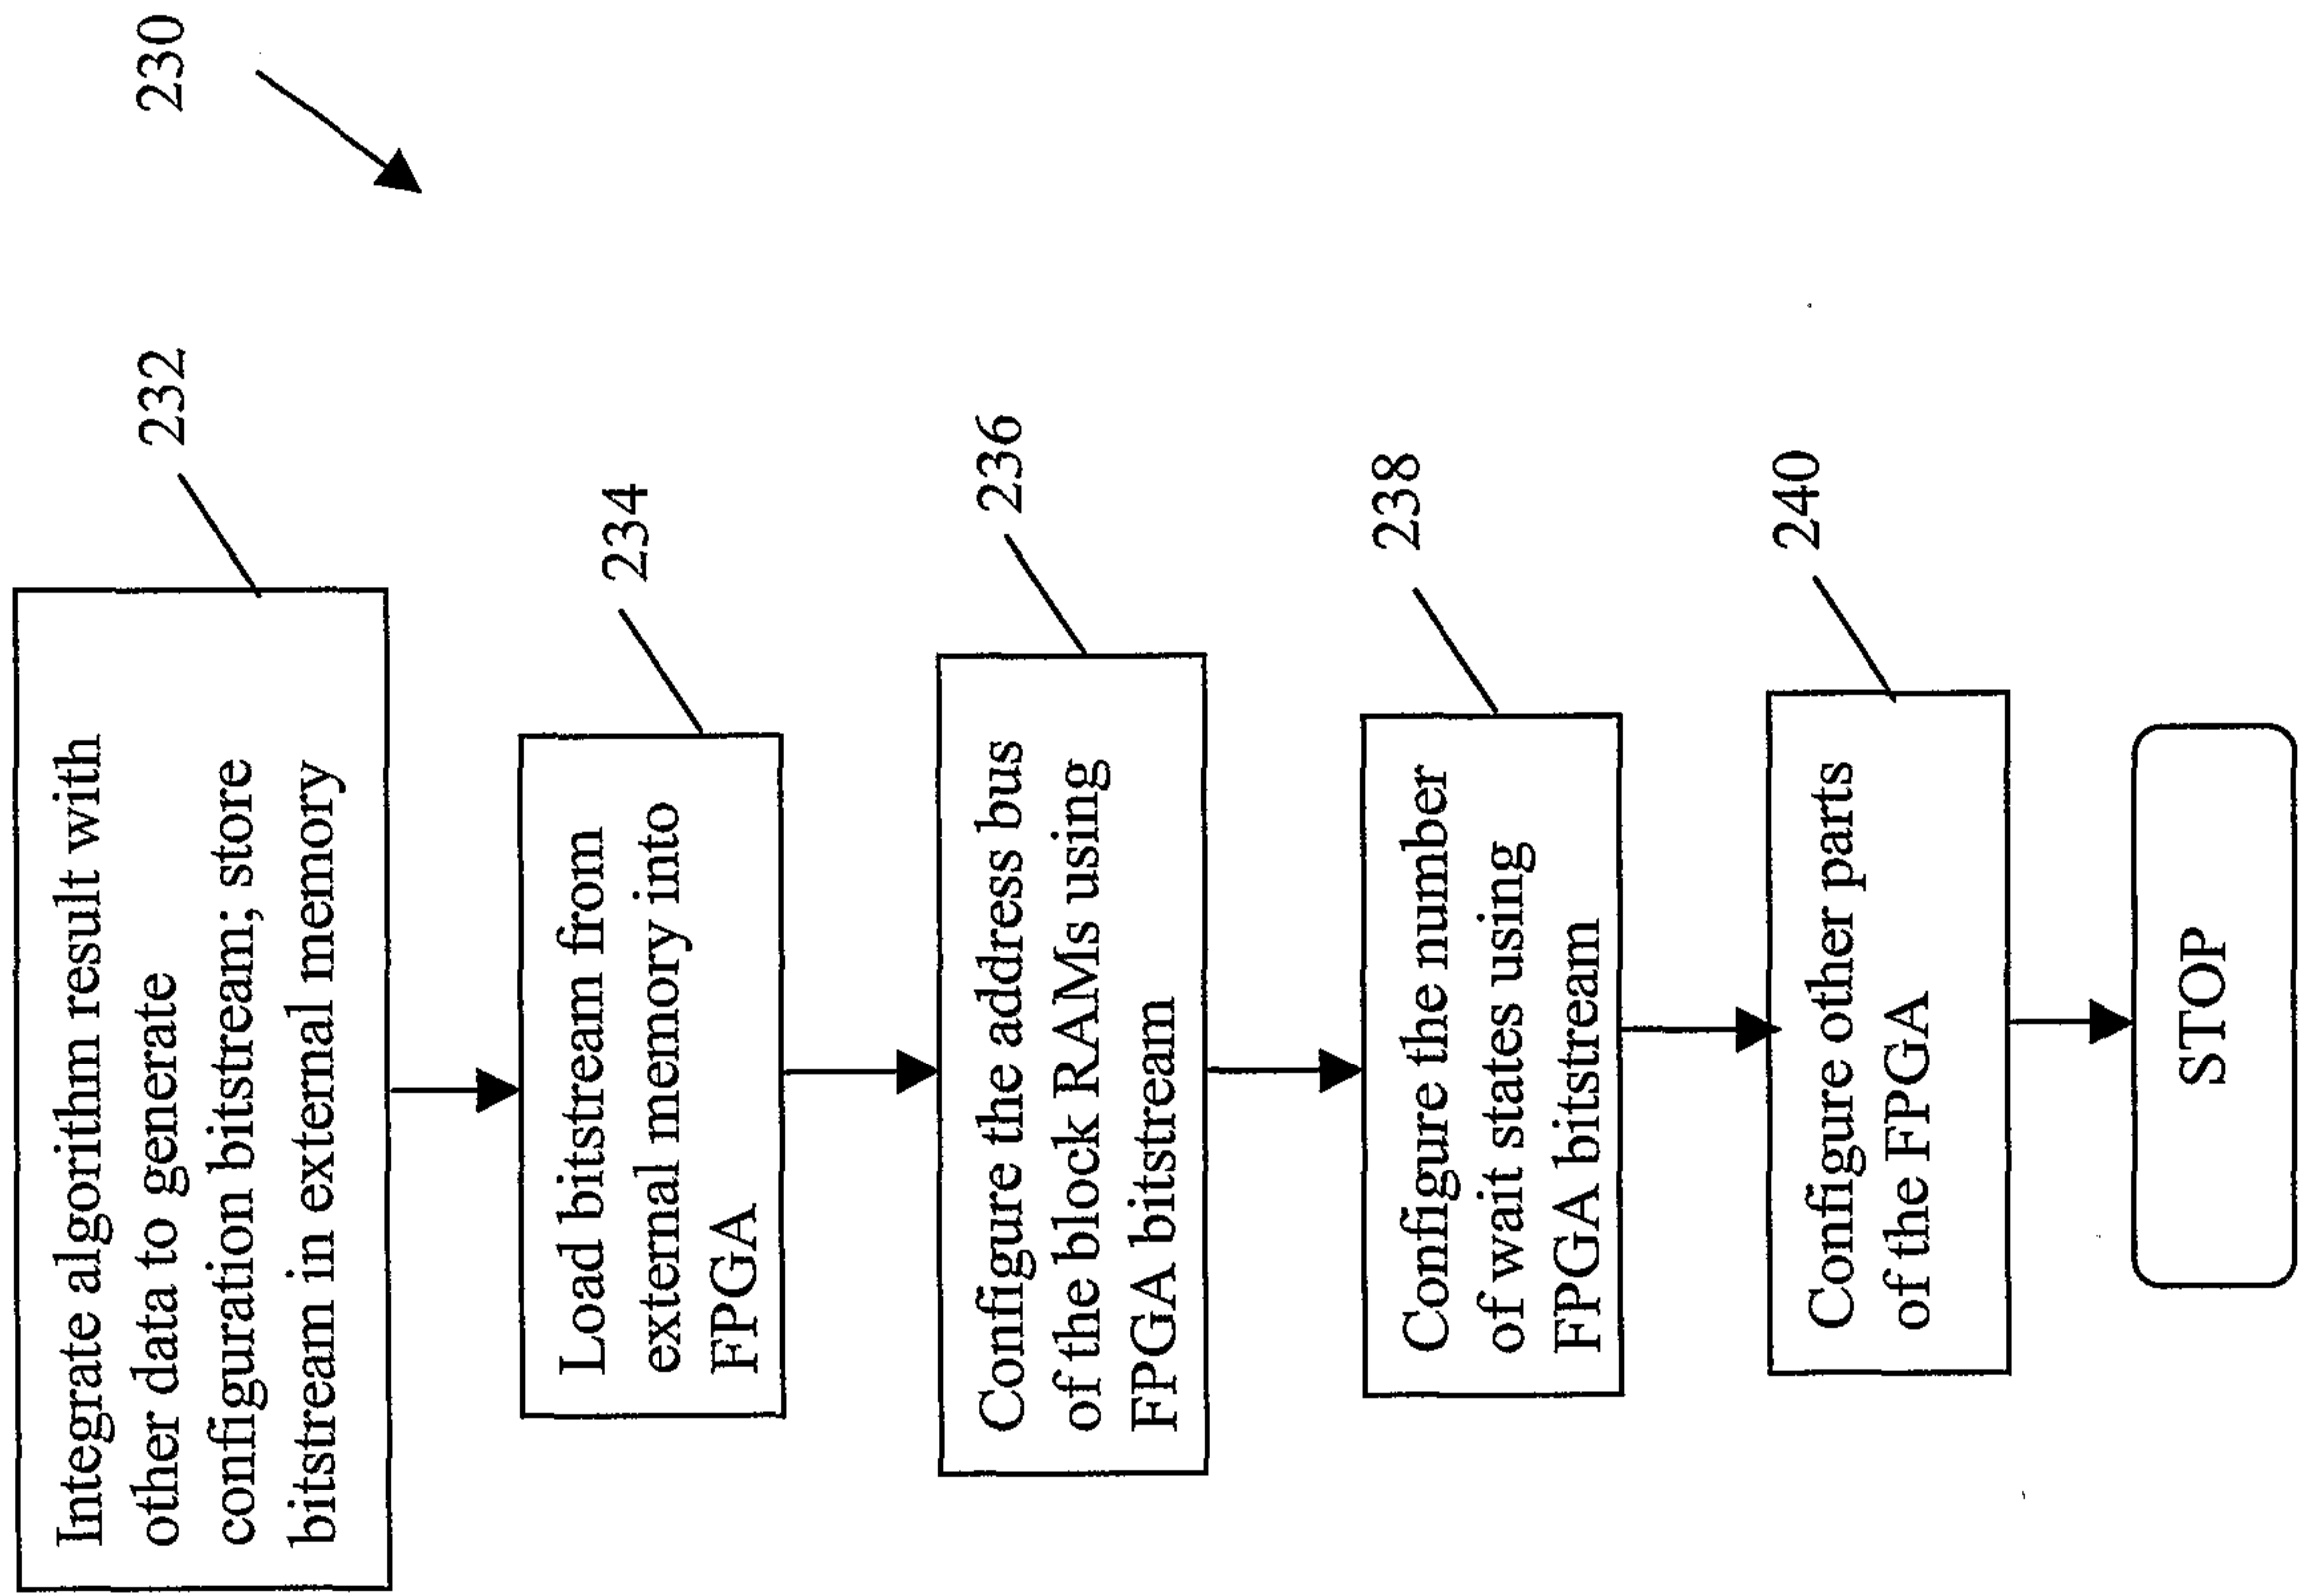 230
232
Integrate algorithm result with
other data to generate
configuration bitstream; store
bitstream in external memory
234
Load bitstream from
external memory into
FPGA
236
Configure the address bus
of the block RAMs using
FPGA bitstream
238
Configure the number
of wait states using
FPGA bitstream
240
Configure other parts
of the FPGA
STOP